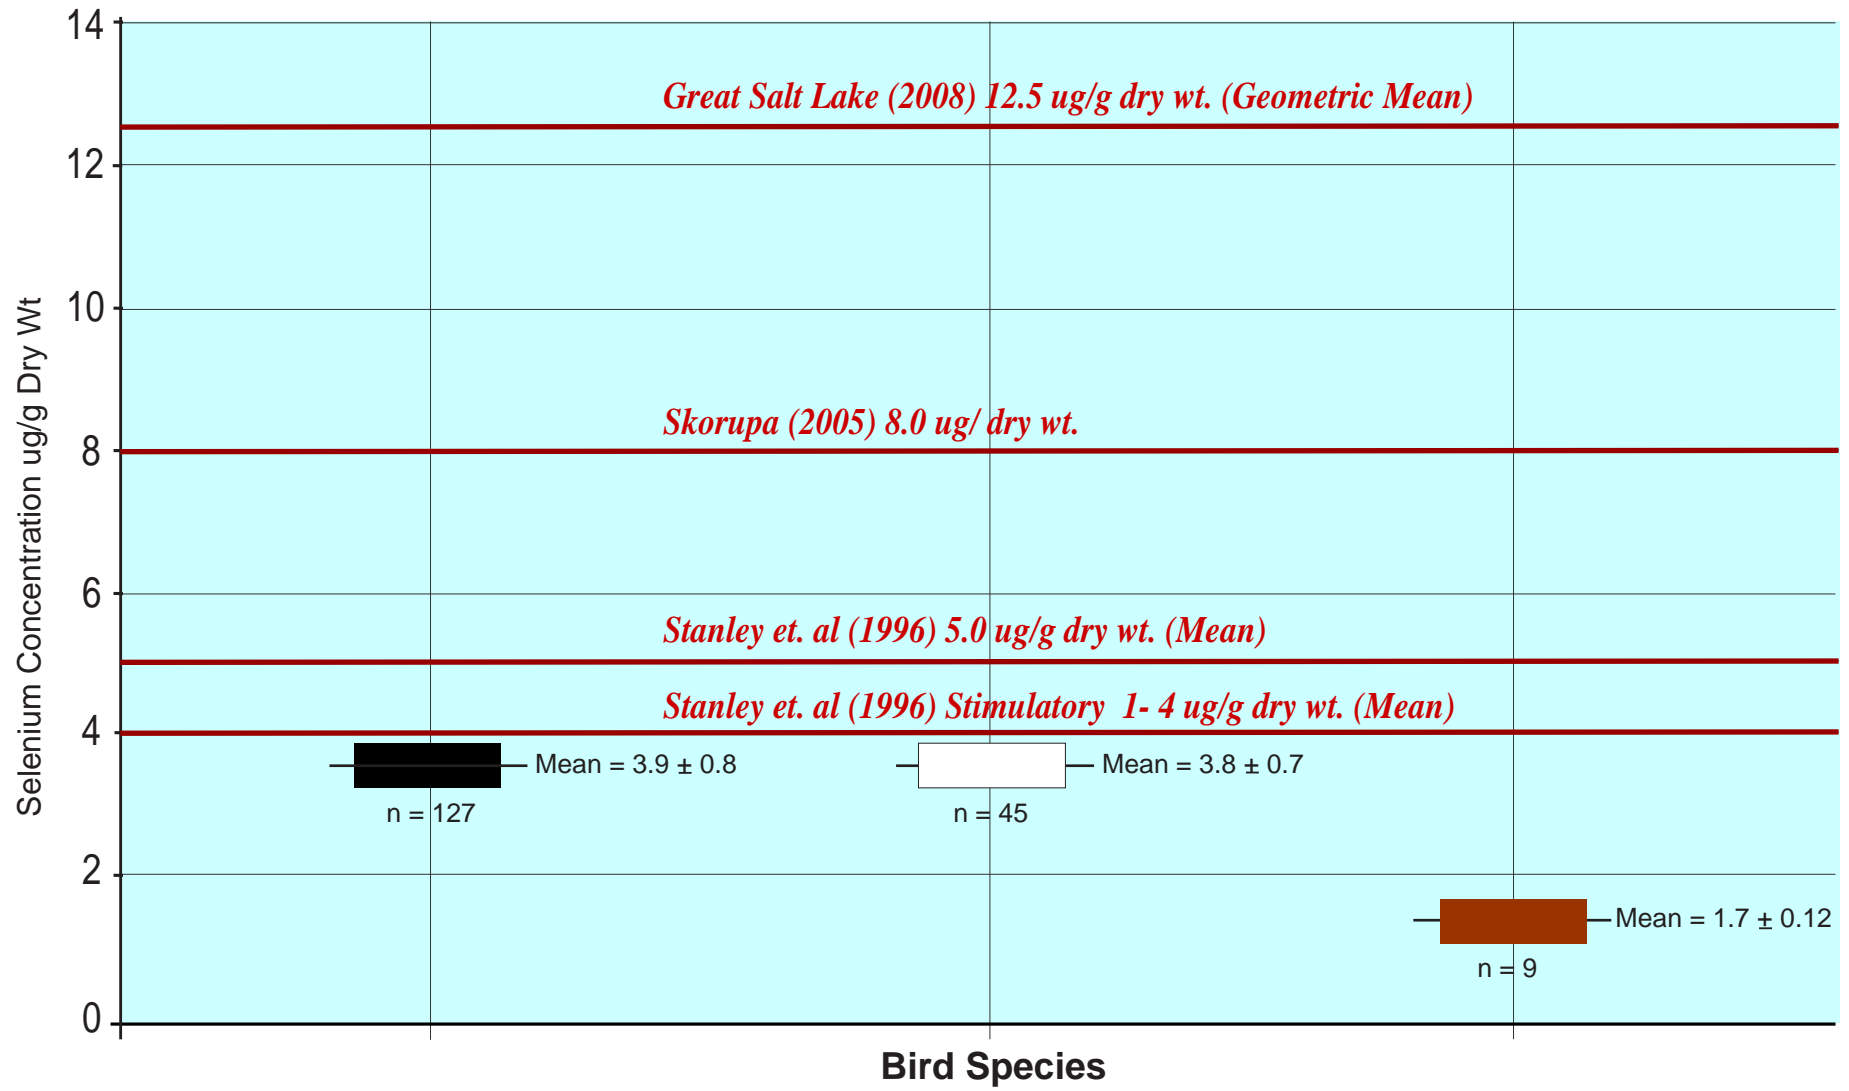 14
Great Salt Lake (2008) 12.5 ug/g dry wt. (Geometric Mean)
12
10
Skorupa (2005) 8.0 ug/ dry wt.
8
6
Stanley et. al (1996) 5.0 ug/g dry wt. (Mean)
Stanley et. al (1996) Stimulatory 1- 4 ug/g dry wt. (Mean)
4
Mean = 3.9 ± 0.8
Mean = 3.8 ± 0.7
n = 127
n = 45
2
Mean = 1.7 ± 0.12
n = 9
0
Selenium Concentration ug/g Dry Wt
Bird Species